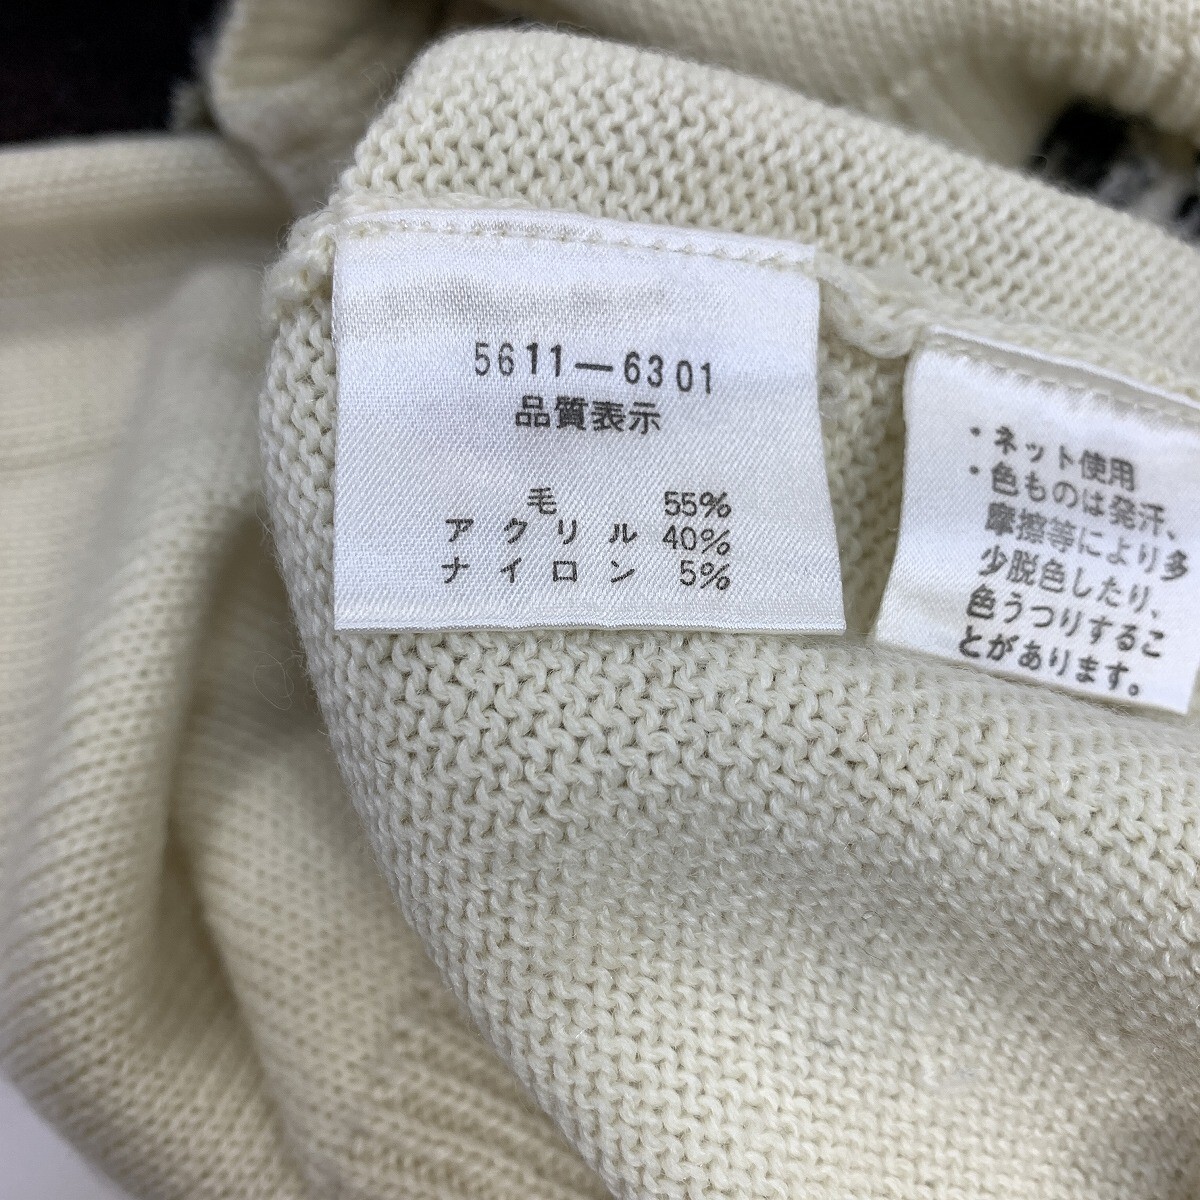 5611-6301
品質表示
毛 55%
アクリル 40%
ナイロン 5%
・ネット使用
・色ものは発汗、
摩擦等により多
少脱色したり、
色うつりするこ
とがあります。